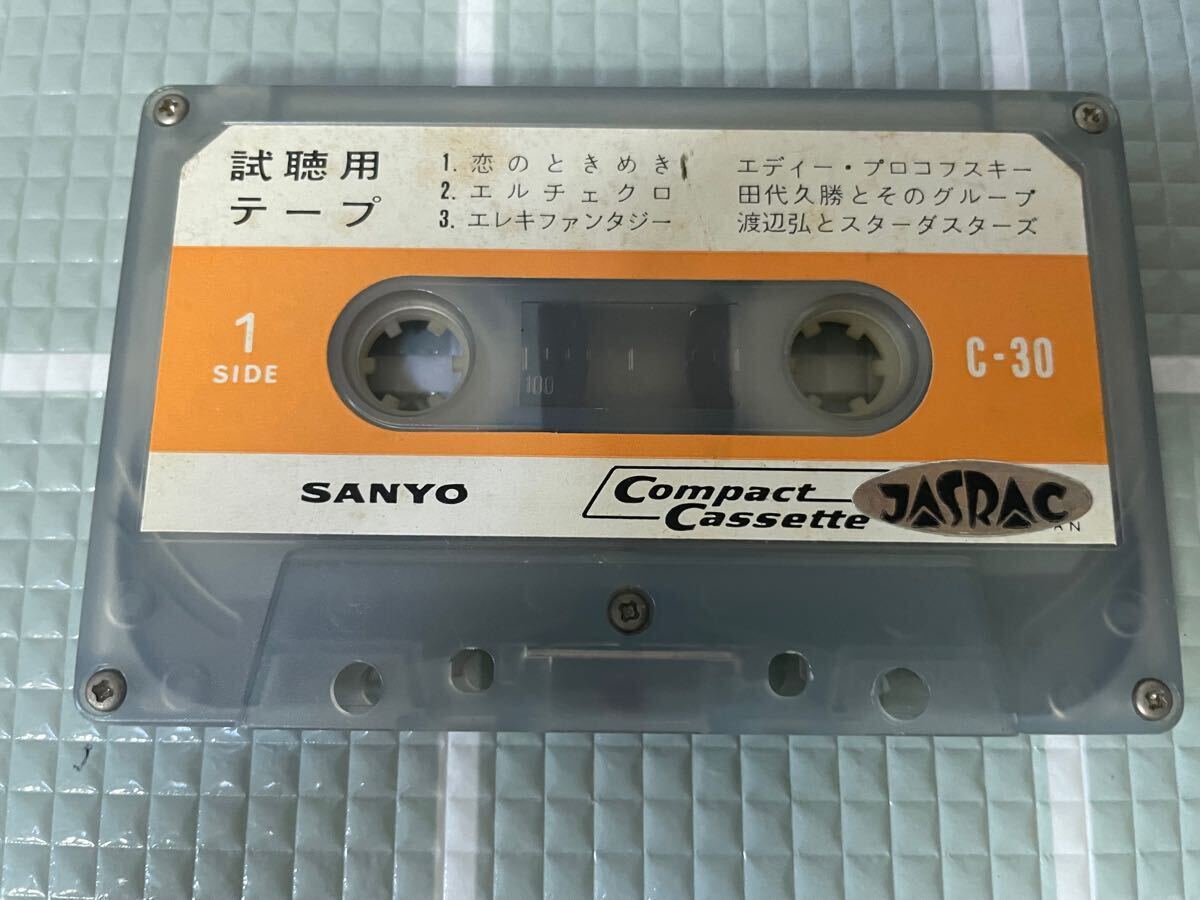 試聴用
テープ
1. 恋のときめき エディー・プロコフスキー
2. エルチェクロ 田代久勝とそのグループ
3. エレキファンタジー 渡辺弘とスターダスターズ
1
SIDE
C-30
100
SANYO
Compact
Cassette
JASRAC